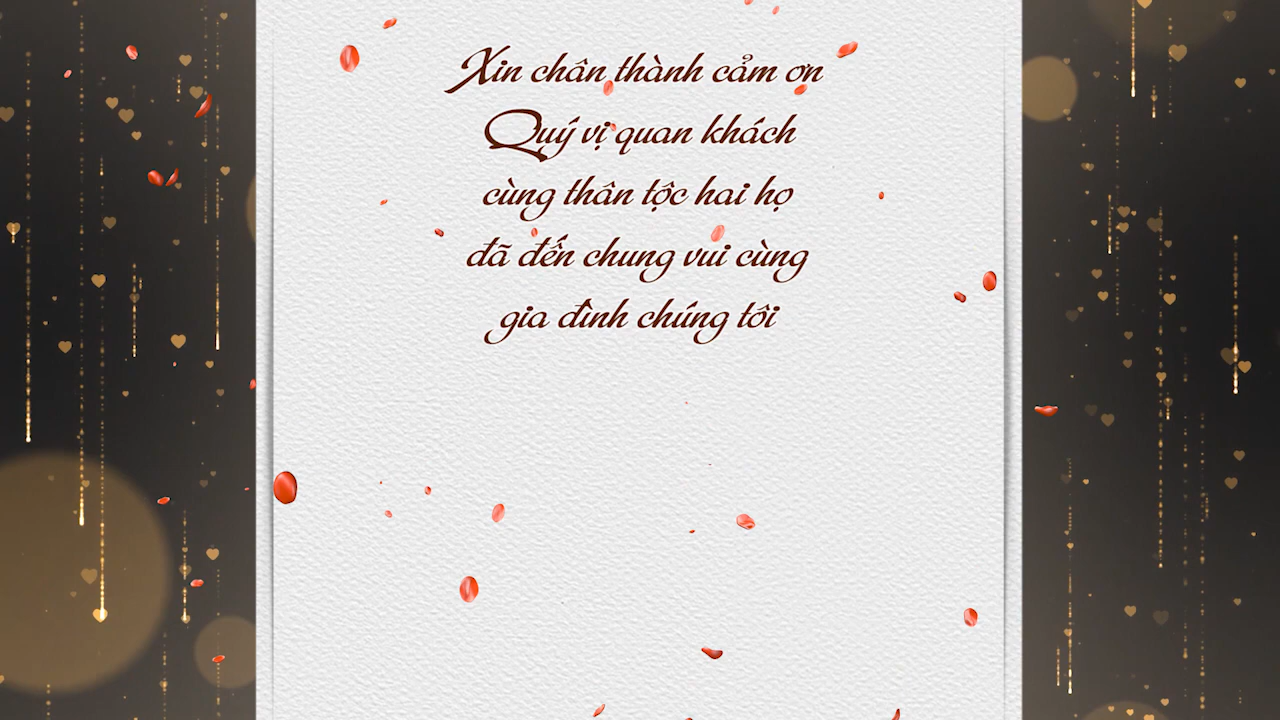 Xin chân thành cảm ơn
Quý vị quan khách
cùng thân tộc hai họ
đã đến chung vui cùng
gia đình chúng tôi